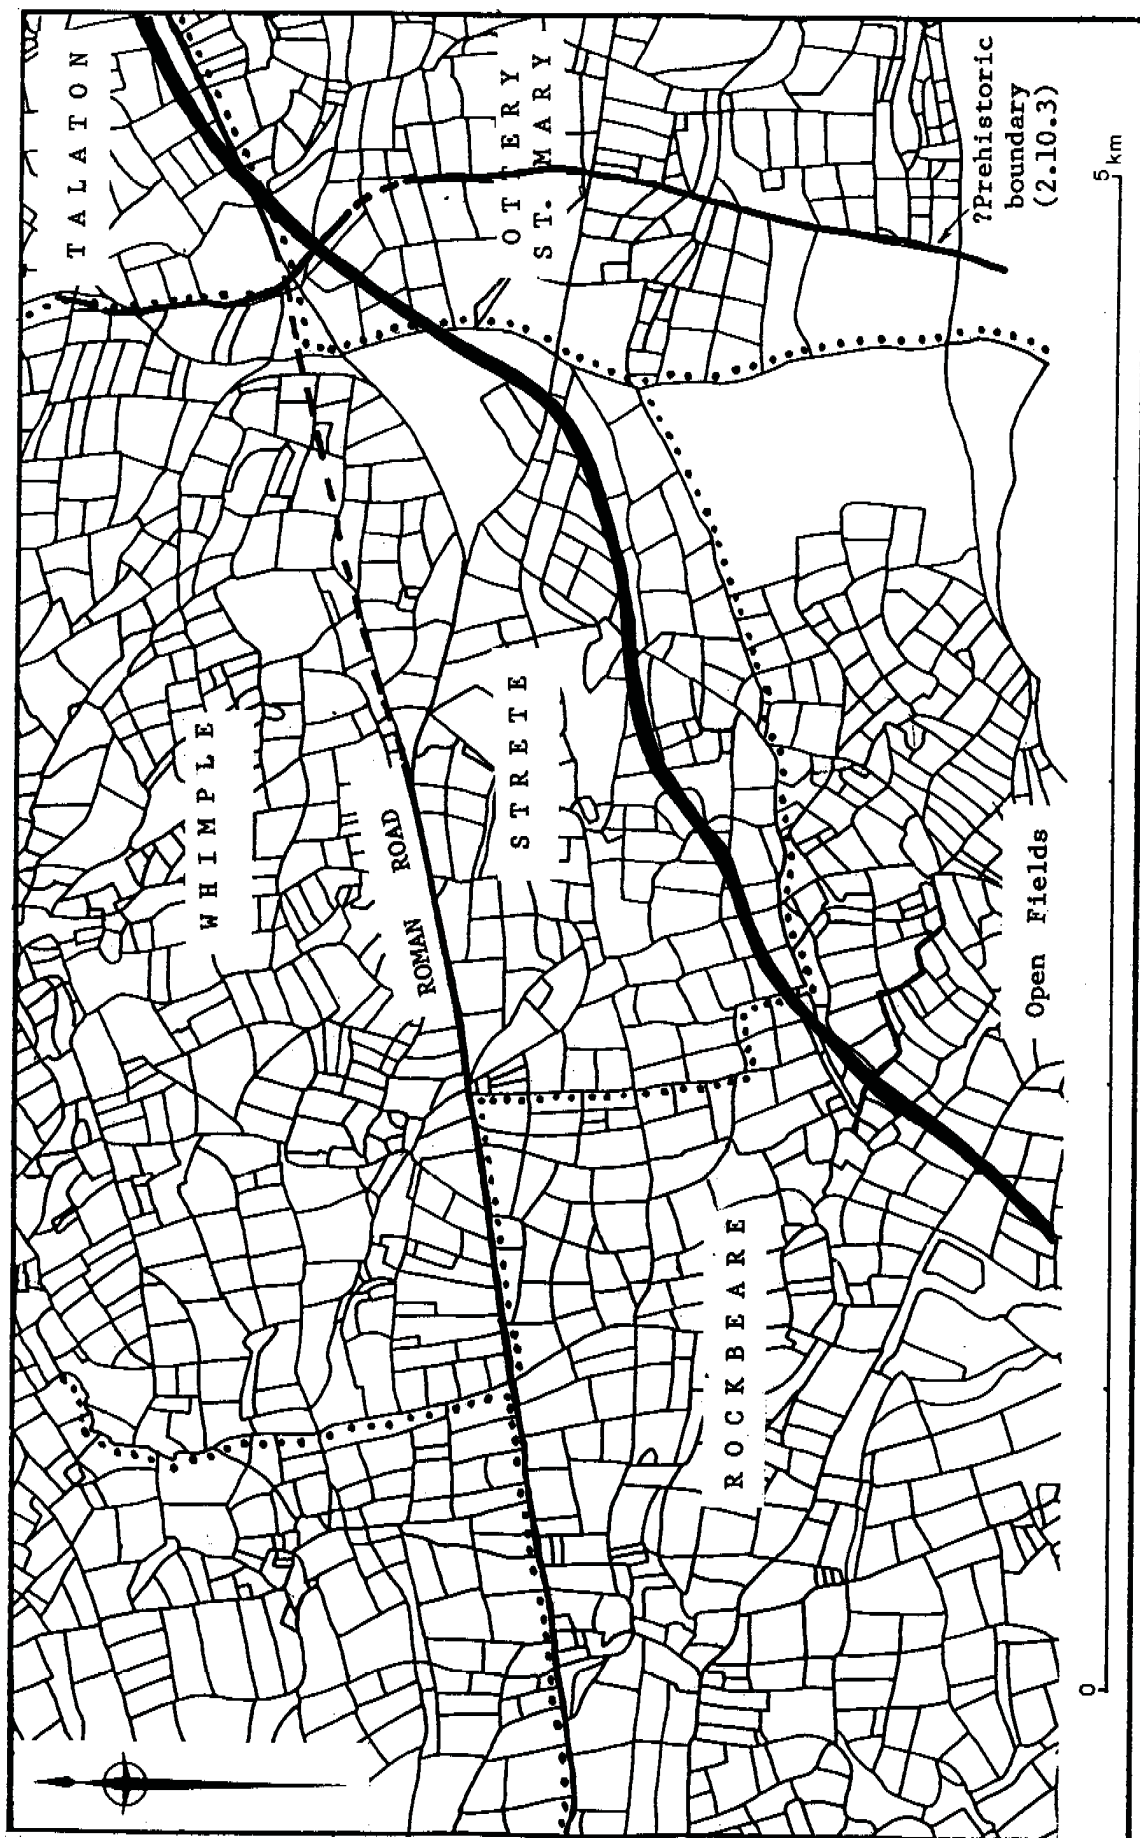 TALATON
OTTERY
ST. MARY
WHIMPLE
STRETE
ROMAN ROAD
ROCKBEARE
?Prehistoric
boundary
(2.10.3)
Open Fields
0
5 km